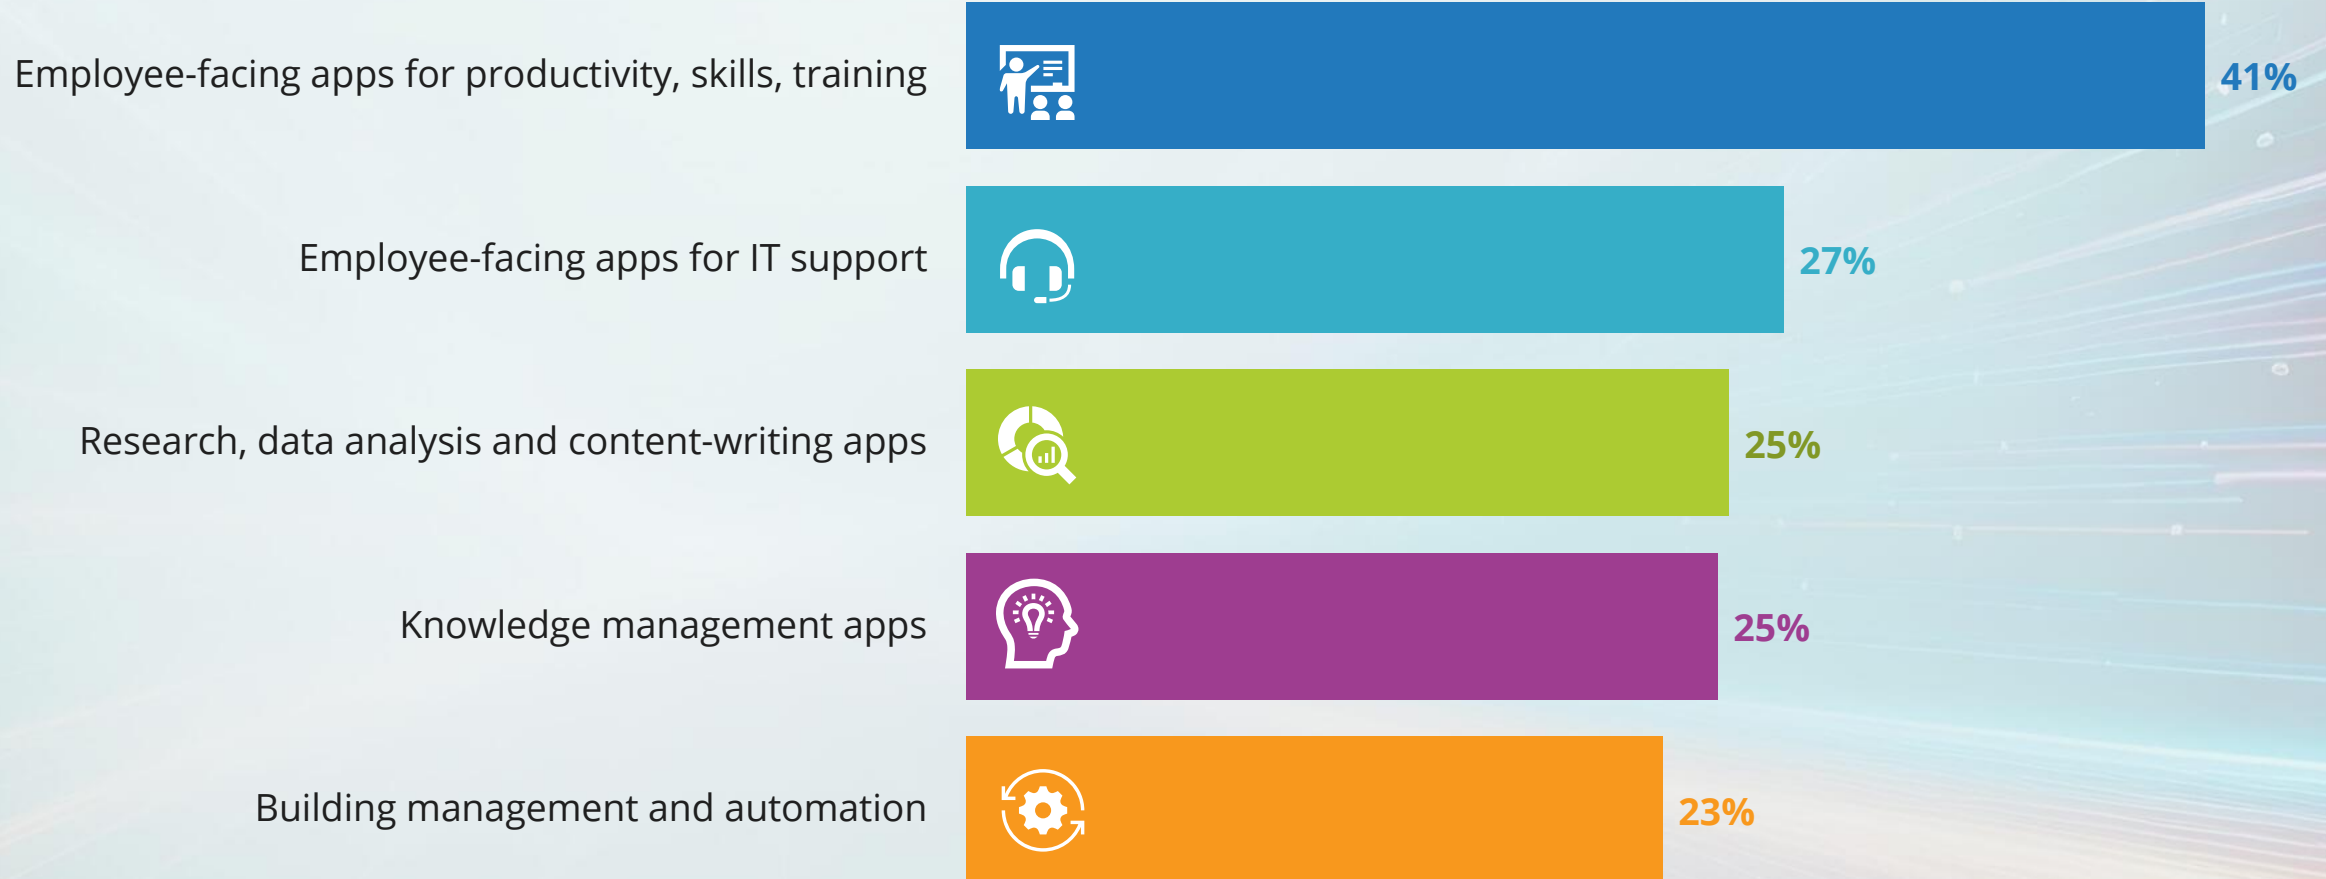 Employee-facing apps for productivity, skills, training 41%
Employee-facing apps for IT support 27%
Research, data analysis and content-writing apps 25%
Knowledge management apps 25%
Building management and automation 23%